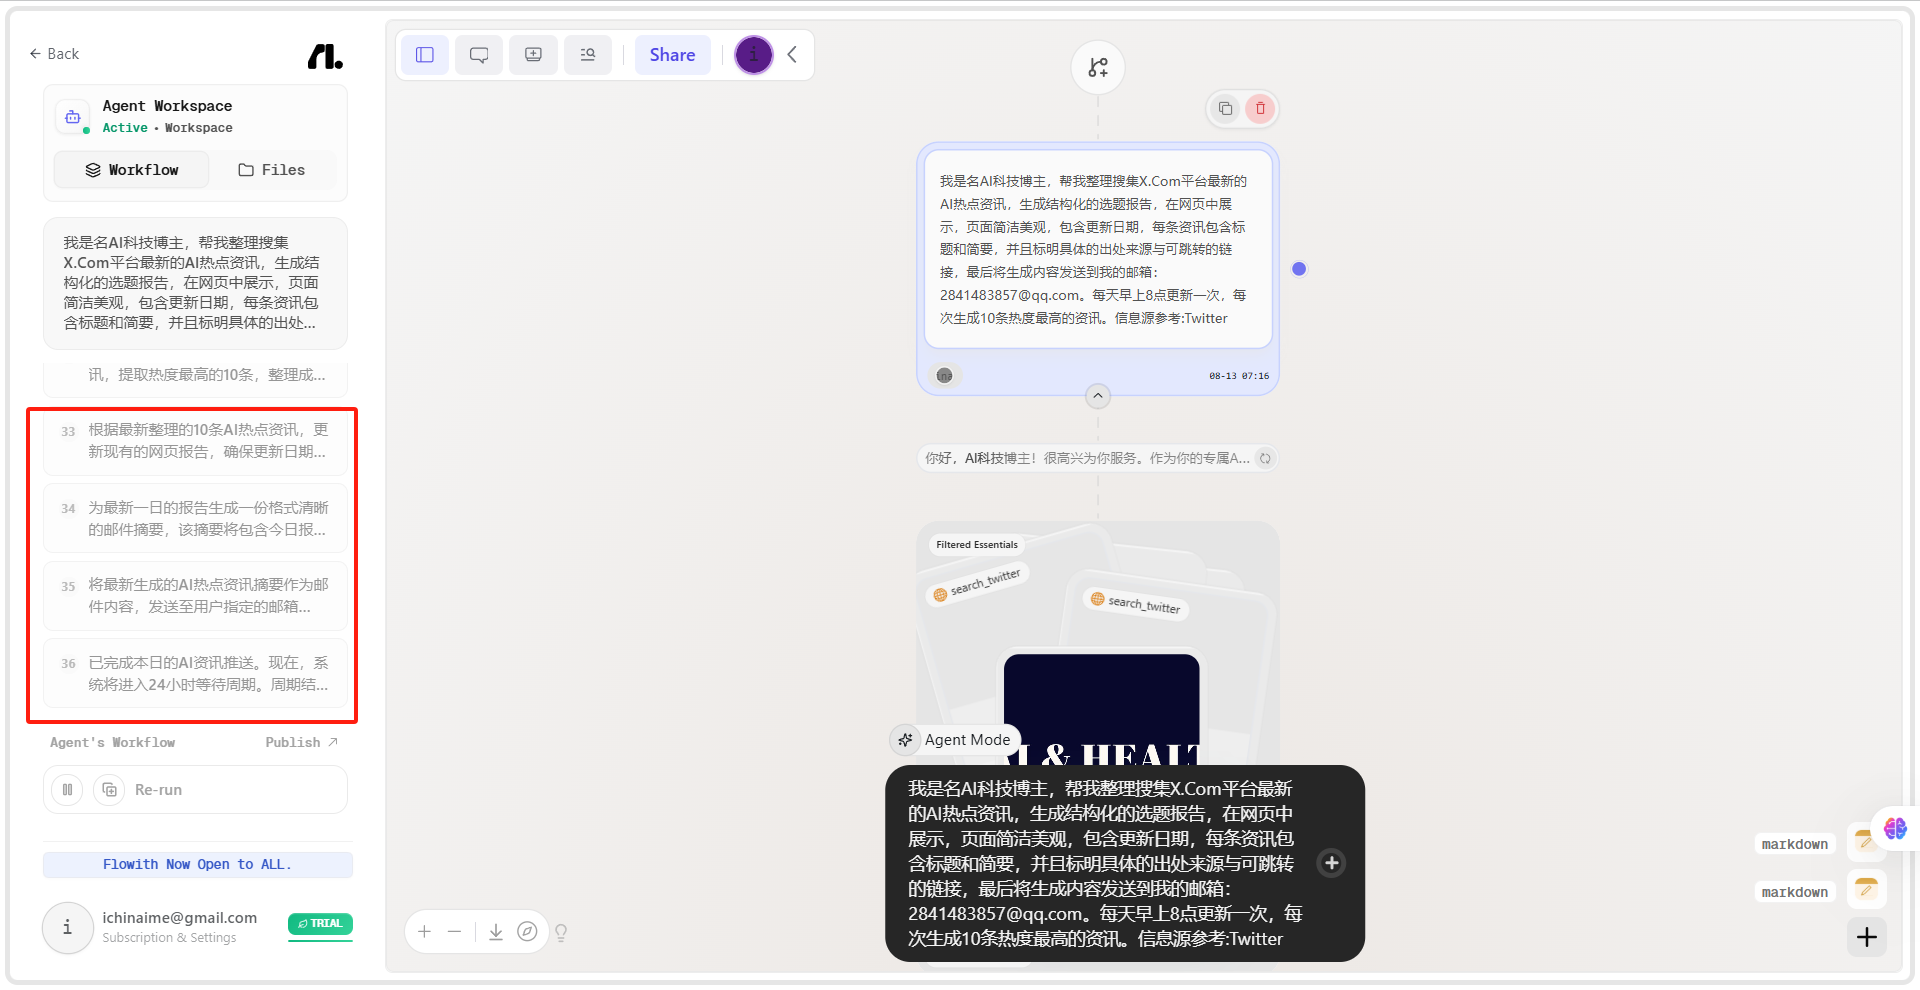 Back
AI.
Agent Workspace
Active • Workspace
Workflow
Files
我是名AI科技博主，帮我整理搜集
X.Com平台最新的AI热点资讯，生成结
构化的选题报告，在网页中展示，页面
简洁美观，包含更新日期，每条资讯包
含标题和简要，并且标明具体的出处...
讯，提取热度最高的10条，整理成...
33
根据最新整理的10条AI热点资讯，更
新现有的网页报告，确保更新日期...
34
为最新一日的报告生成一份格式清晰
的邮件摘要，该摘要将包含今日报...
35
将最新生成的AI热点资讯摘要作为邮
件内容，发送至用户指定的邮箱...
36
已完成本日的AI资讯推送。现在，系
统将进入24小时等待周期。周期结...
Agent's Workflow
Publish
Re-run
Flowith Now Open to ALL.
i
ichinaime@gmail.com
Subscription & Settings
TRIAL
Share
i
我是名AI科技博主，帮我整理搜集X.Com平台最新的
AI热点资讯，生成结构化的选题报告，在网页中展
示，页面简洁美观，包含更新日期，每条资讯包含标
题和简要，并且标明具体的出处来源与可跳转的链
接，最后将生成内容发送到我的邮箱：
2841483857@qq.com。每天早上8点更新一次，每
次生成10条热度最高的资讯。信息源参考:Twitter
08-13 07:16
你好，AI科技博主！很高兴为你服务。作为你的专属A...
Filtered Essentials
search_twitter
search_twitter
AI & HEALT
Agent Mode
我是名AI科技博主，帮我整理搜集X.Com平台最新
的AI热点资讯，生成结构化的选题报告，在网页中
展示，页面简洁美观，包含更新日期，每条资讯包
含标题和简要，并且标明具体的出处来源与可跳转
的链接，最后将生成内容发送到我的邮箱：
2841483857@qq.com。每天早上8点更新一次，每
次生成10条热度最高的资讯。信息源参考:Twitter
markdown
markdown